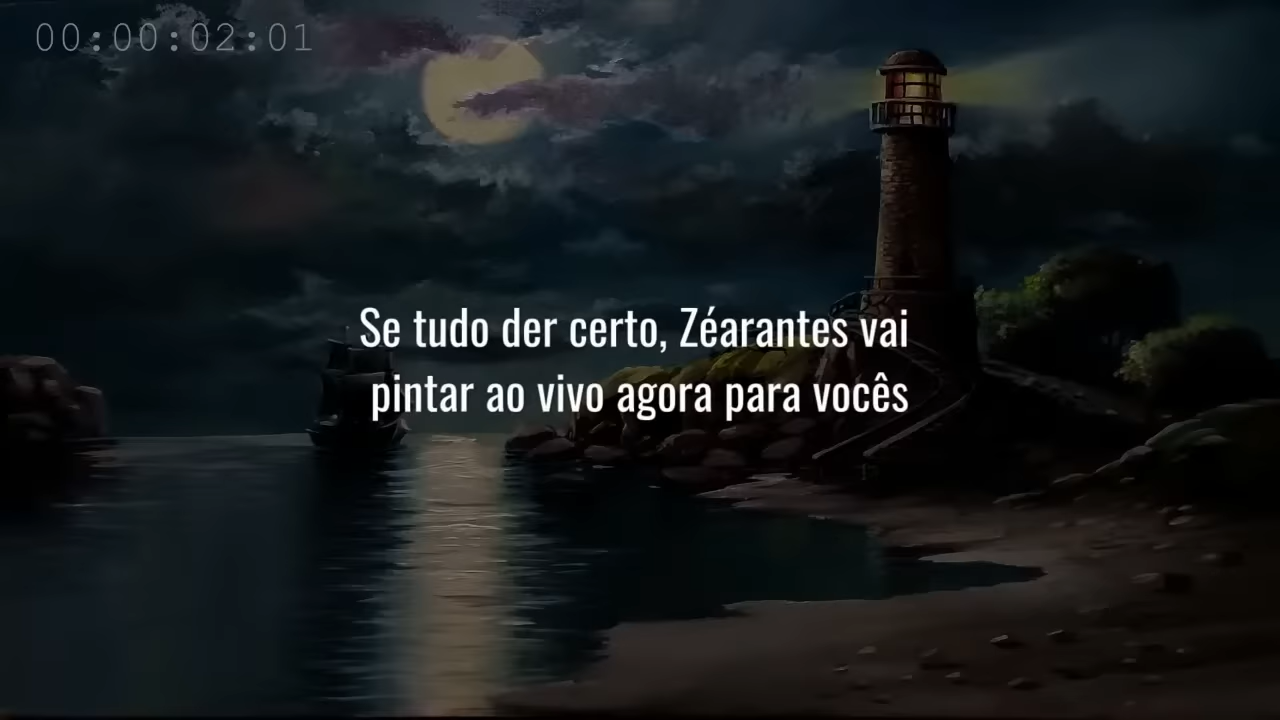 00:00:02:01
Se tudo der certo, Zéarantes vai
pintar ao vivo agora para vocês